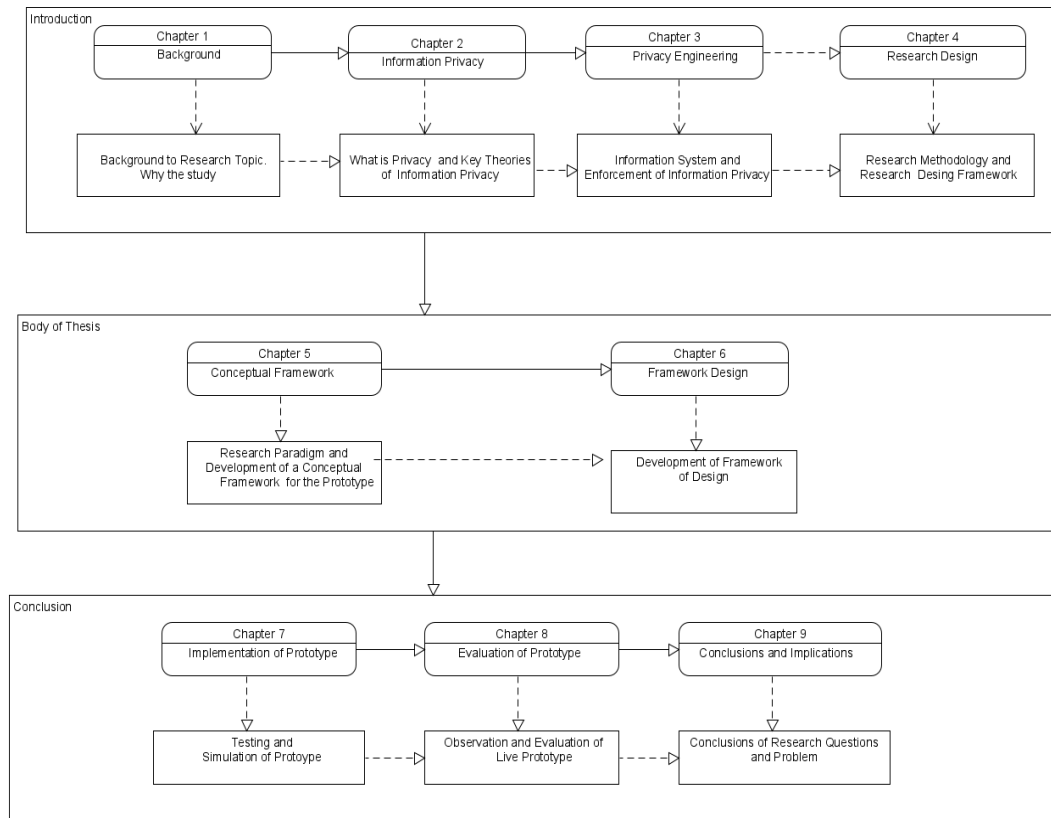 Introduction
Chapter 1
Background
Chapter 2
Information Privacy
Chapter 3
Privacy Engineering
Chapter 4
Research Design
Background to Research Topic.
Why the study
What is Privacy and Key Theories
of Information Privacy
Information System and
Enforcement of Information Privacy
Research Methodology and
Research Desing Framework
Body of Thesis
Chapter 5
Conceptual Framework
Chapter 6
Framework Design
Research Paradigm and
Development of a Conceptual
Framework for the Prototype
Development of Framework
of Design
Conclusion
Chapter 7
Implementation of Prototype
Chapter 8
Evaluation of Prototype
Chapter 9
Conclusions and Implications
Testing and
Simulation of Protoype
Observation and Evaluation of
Live Prototype
Conclusions of Research Questions
and Problem